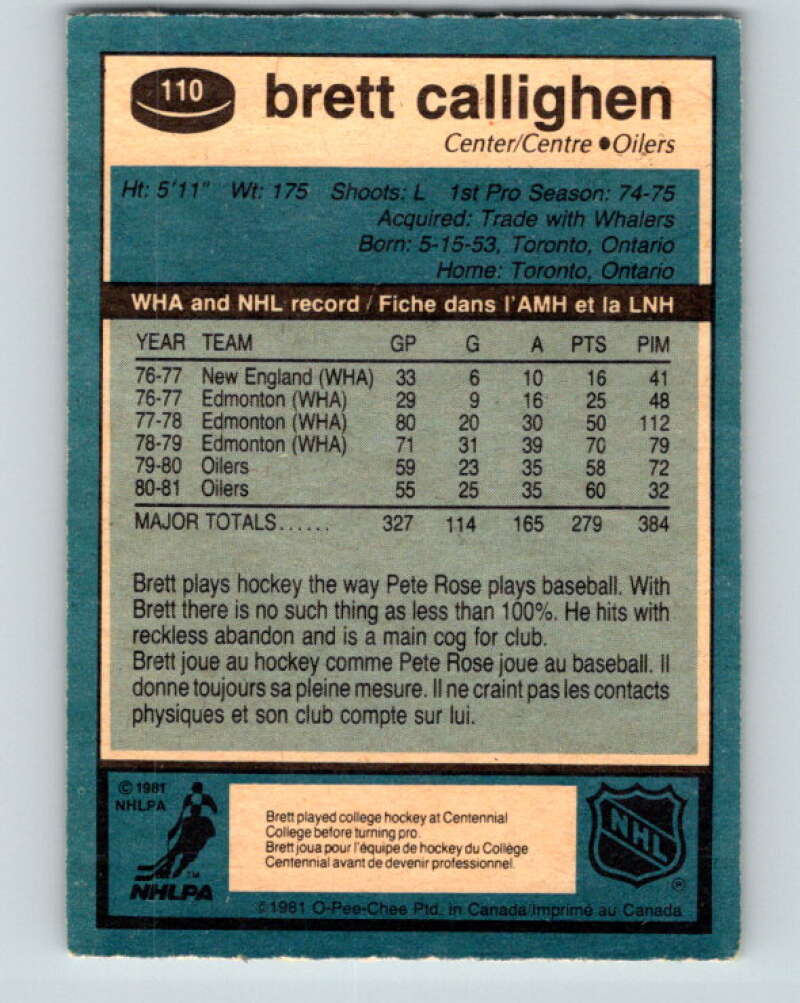 110 brett callighen
Center/Centre ●Oilers
Ht: 5'11" Wt: 175 Shoots: L 1st Pro Season: 74-75
Acquired: Trade with Whalers
Born: 5-15-53, Toronto, Ontario
Home: Toronto, Ontario
WHA and NHL record / Fiche dans l'AMH et la LNH
YEAR TEAM GP G A PTS PIM
76-77 New England (WHA) 33 6 10 16 41
76-77 Edmonton (WHA) 29 9 16 25 48
77-78 Edmonton (WHA) 80 20 30 50 112
78-79 Edmonton (WHA) 71 31 39 70 79
79-80 Oilers 59 23 35 58 72
80-81 Oilers 55 25 35 60 32
MAJOR TOTALS...... 327 114 165 279 384
Brett plays hockey the way Pete Rose plays baseball. With
Brett there is no such thing as less than 100%. He hits with
reckless abandon and is a main cog for club.
Brett joue au hockey comme Pete Rose joue au baseball. Il
donne toujours sa pleine mesure. Il ne craint pas les contacts
physiques et son club compte sur lui.
© 1981
NHLPA
TM
NHLPA
Brett played college hockey at Centennial
College before turning pro.
Brett joua pour l'équipe de hockey du Collège
Centennial avant de devenir professionnel.
NHL
®
© 1981 O-Pee-Chee Ptd. in Canada/Imprimé au Canada